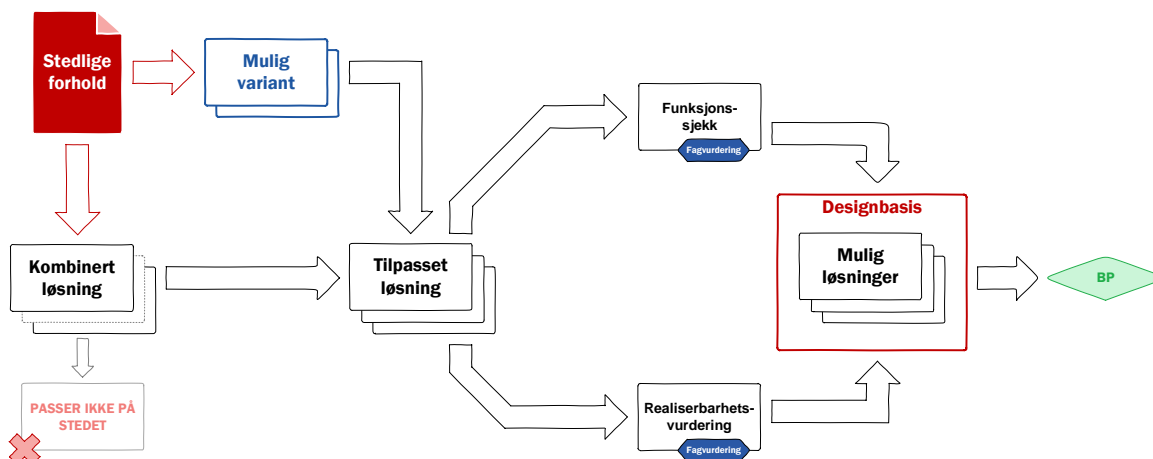 Stedlige
forhold
Mulig
variant
Funksjons-
sjekk
Fagvurdering
Designbasis
Mulig
løsninger
Kombinert
løsning
Tilpasset
løsning
BP
PASSER IKKE PÅ
STEDET
Realiserbarhets-
vurdering
Fagvurdering